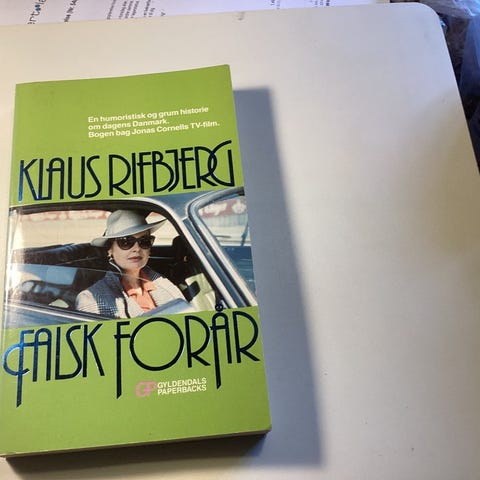 En humoristisk og grum historie
om dagens Danmark.
Bogen bag Jonas Cornells TV-film.
KLAUS RIFBJERG
FALSK FORÅR
GP GYLDENDALS
PAPERBACKS